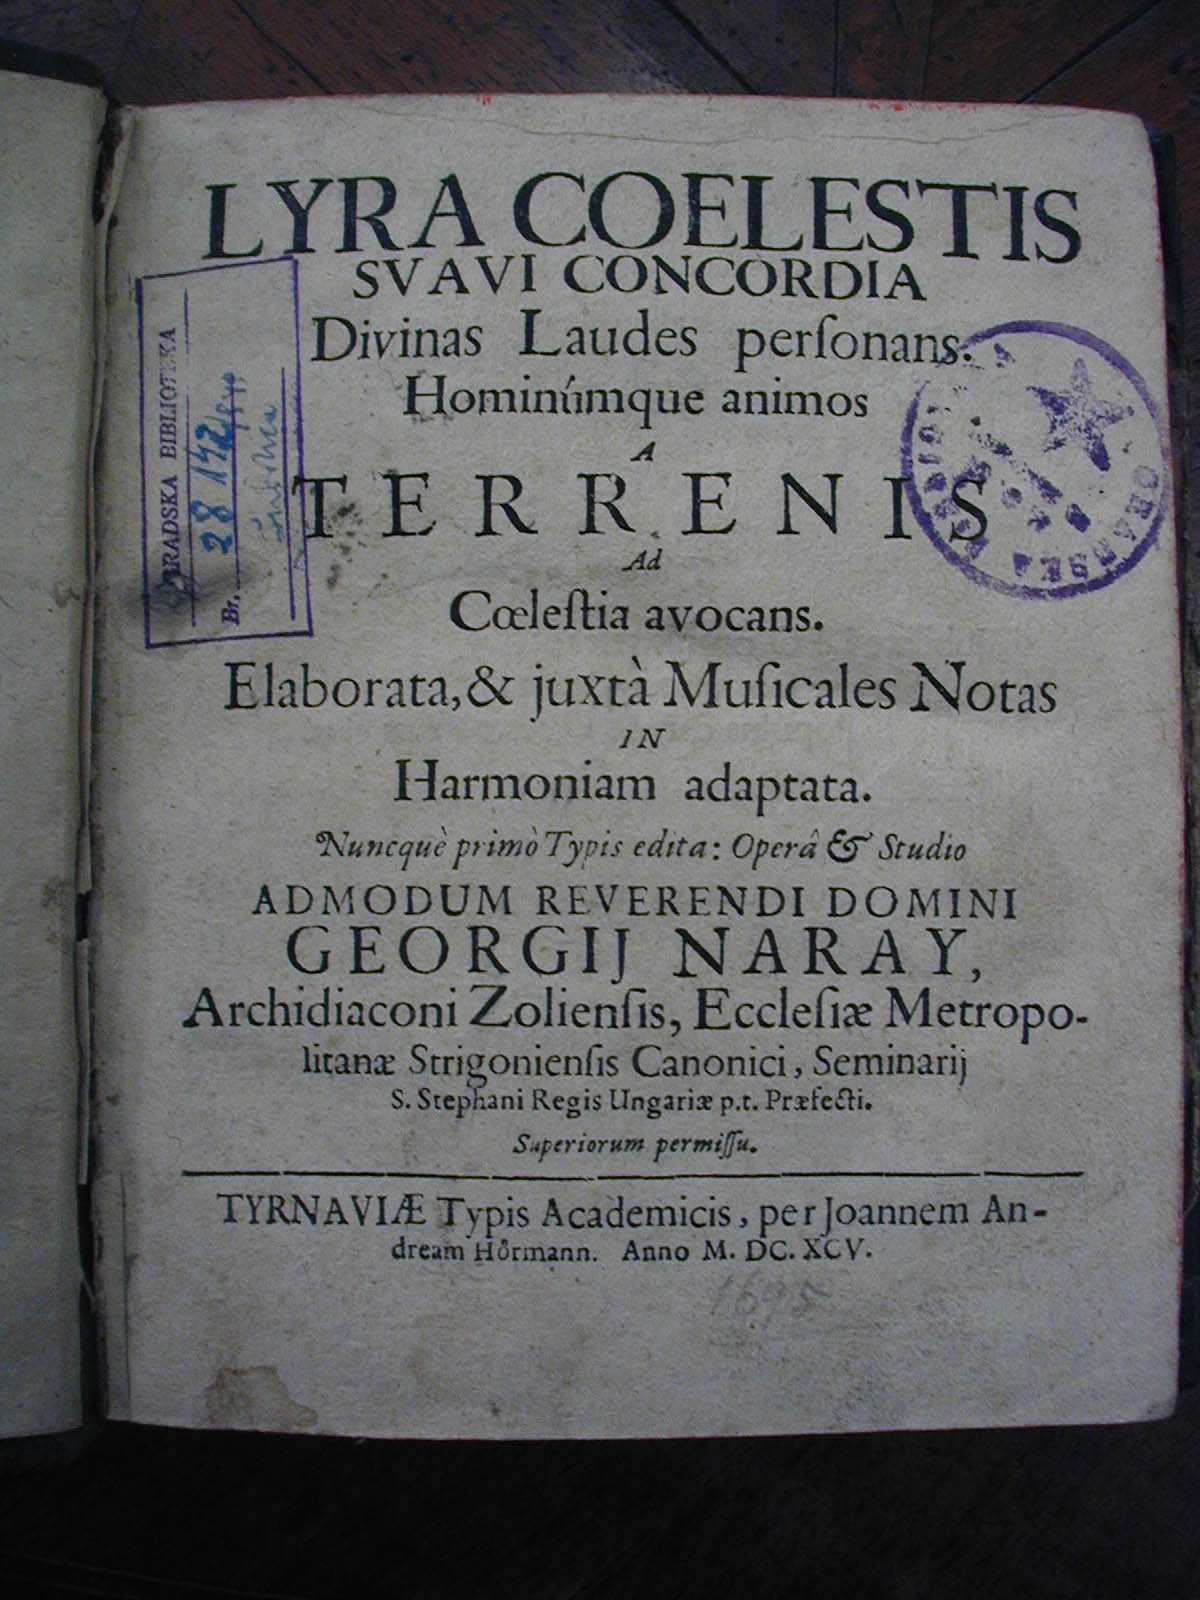 LYRA COELESTIS
SVAVI CONCORDIA
Divinas Laudes perſonans.
Hominúmque animos
A
TERRENIS
Ad
Cœleſtia avocans.
Elaborata, & juxtà Muſicales Notas
IN
Harmoniam adaptata.
Nuncquè primò Typis edita: Operâ & Studio
ADMODUM REVERENDI DOMINI
GEORGIJ NARAY,
Archidiaconi Zolienſis, Eccleſiæ Metropo-
litanæ Strigonienſis Canonici, Seminarij
S. Stephani Regis Ungariæ p.t. Præfecti.
Superiorum permiſſu.
TYRNAVIÆ Typis Academicis, per Joannem An-
dream Hörmann. Anno M. DC. XCV.
1695
BIBLIOTEKA
28 142
Br.